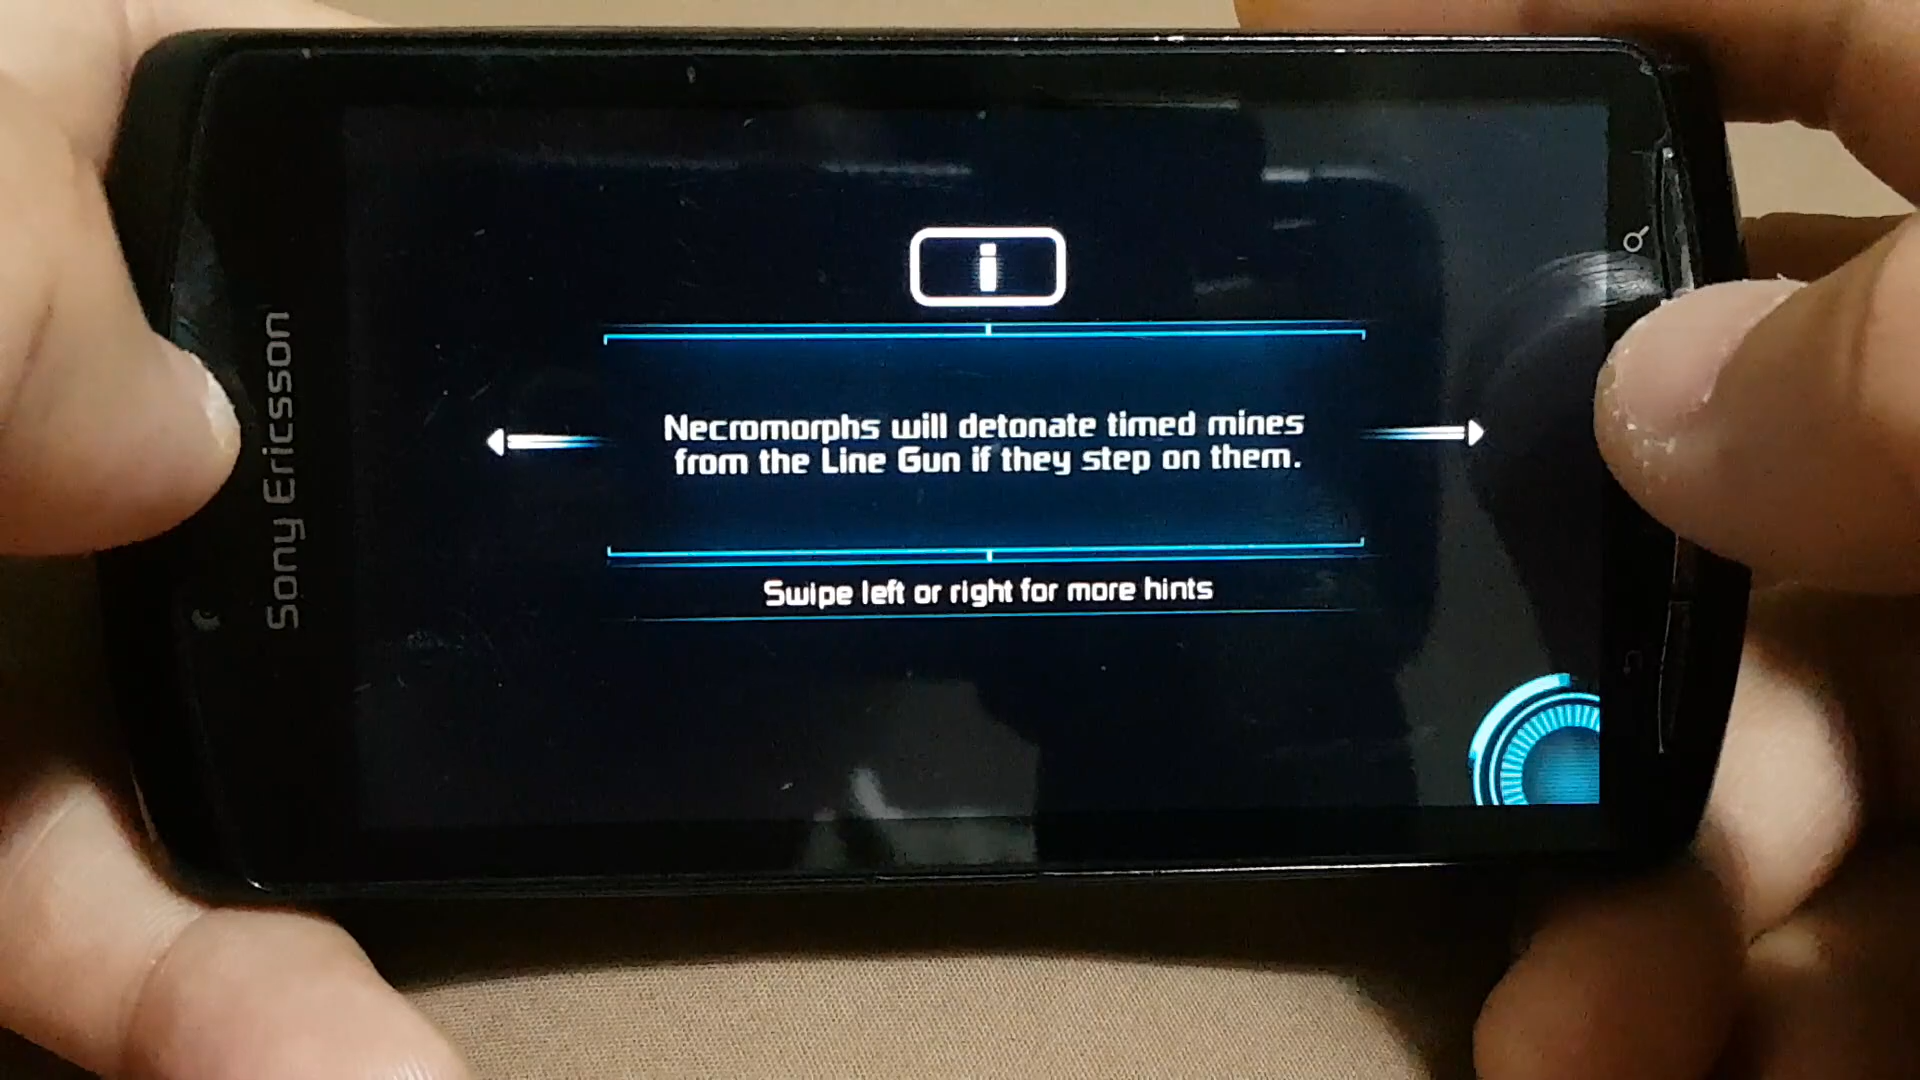 Sony Ericsson
i
Necromorphs will detonate timed mines
from the Line Gun if they step on them.
Swipe left or right for more hints